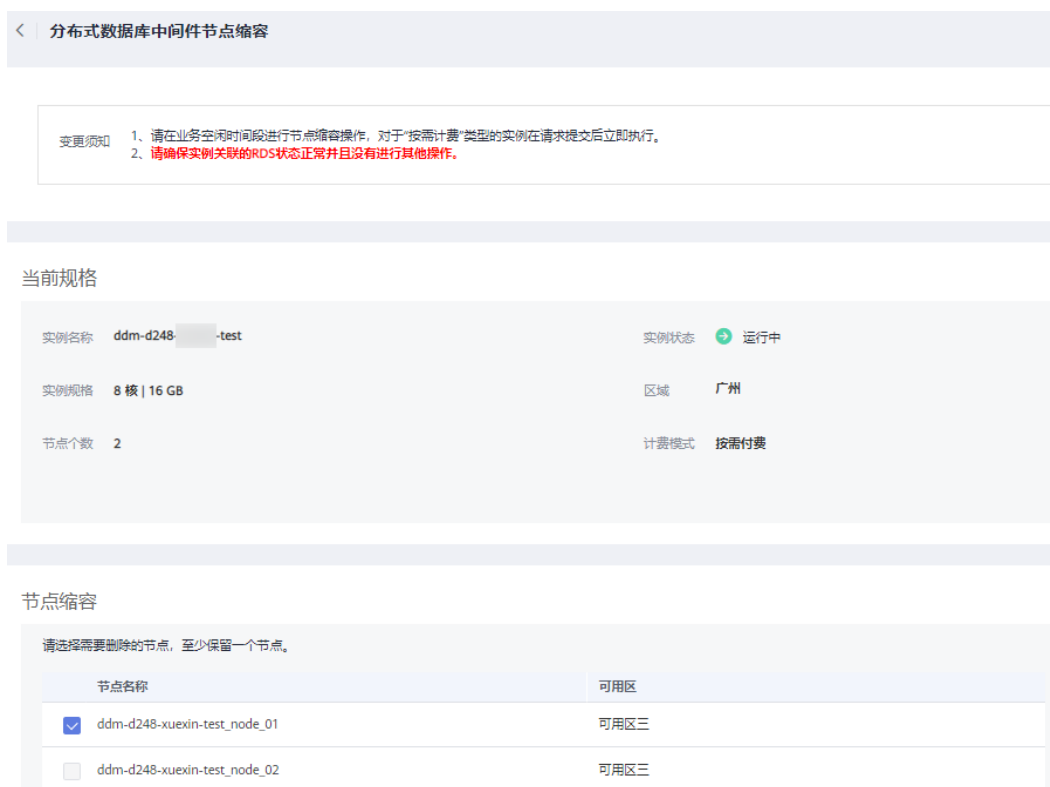 分布式数据库中间件节点缩容
变更须知
1、请在业务空闲时间段进行节点缩容操作，对于“按需计费”类型的实例在请求提交后立即执行。
2、请确保实例关联的RDS状态正常并且没有进行其他操作。
当前规格
实例名称 ddm-d248- -test 实例状态 运行中
实例规格 8 核 | 16 GB 区域 广州
节点个数 2 计费模式 按需付费
节点缩容
请选择需要删除的节点，至少保留一个节点。
节点名称 可用区
ddm-d248-xuexin-test_node_01 可用区三
ddm-d248-xuexin-test_node_02 可用区三